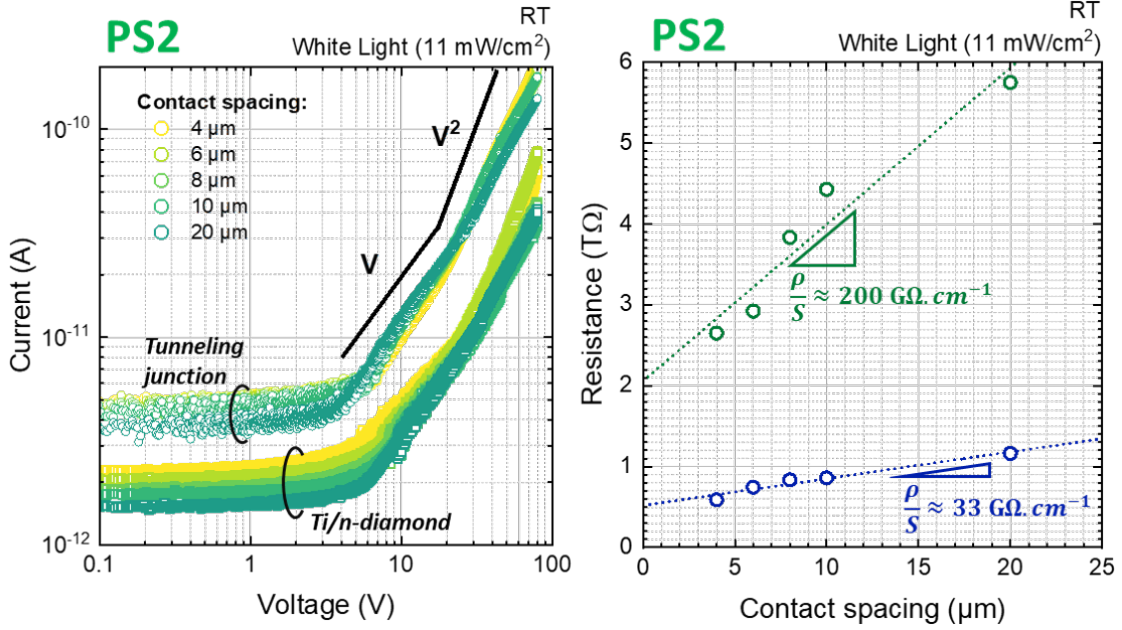 PS2
RT
White Light (11 mW/cm²)
Contact spacing:
4 µm
6 µm
8 µm
10 µm
20 µm
V²
V
Tunneling
junction
Ti/n-diamond
10⁻¹⁰
10⁻¹¹
10⁻¹²
Current (A)
0.1
1
10
100
Voltage (V)
PS2
RT
White Light (11 mW/cm²)
6
5
4
3
2
1
0
Resistance (TΩ)
ρ/S ≈ 200 GΩ.cm⁻¹
ρ/S ≈ 33 GΩ.cm⁻¹
0
5
10
15
20
25
Contact spacing (µm)